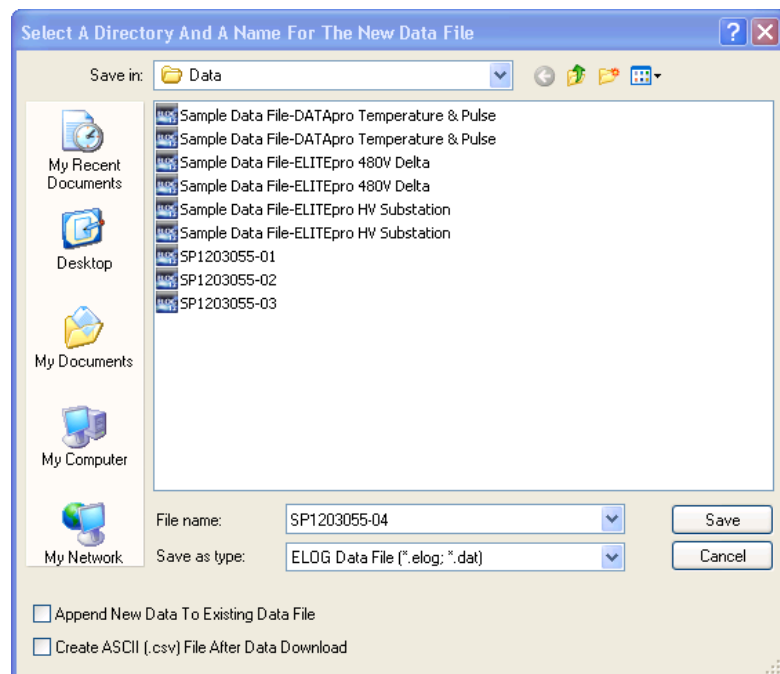 Select A Directory And A Name For The New Data File
Save in: Data
My Recent Documents
Desktop
My Documents
My Computer
My Network
Sample Data File-DATApro Temperature & Pulse
Sample Data File-DATApro Temperature & Pulse
Sample Data File-ELITEpro 480V Delta
Sample Data File-ELITEpro 480V Delta
Sample Data File-ELITEpro HV Substation
Sample Data File-ELITEpro HV Substation
SP1203055-01
SP1203055-02
SP1203055-03
File name: SP1203055-04 Save
Save as type: ELOG Data File (*.elog; *.dat) Cancel
Append New Data To Existing Data File
Create ASCII (.csv) File After Data Download